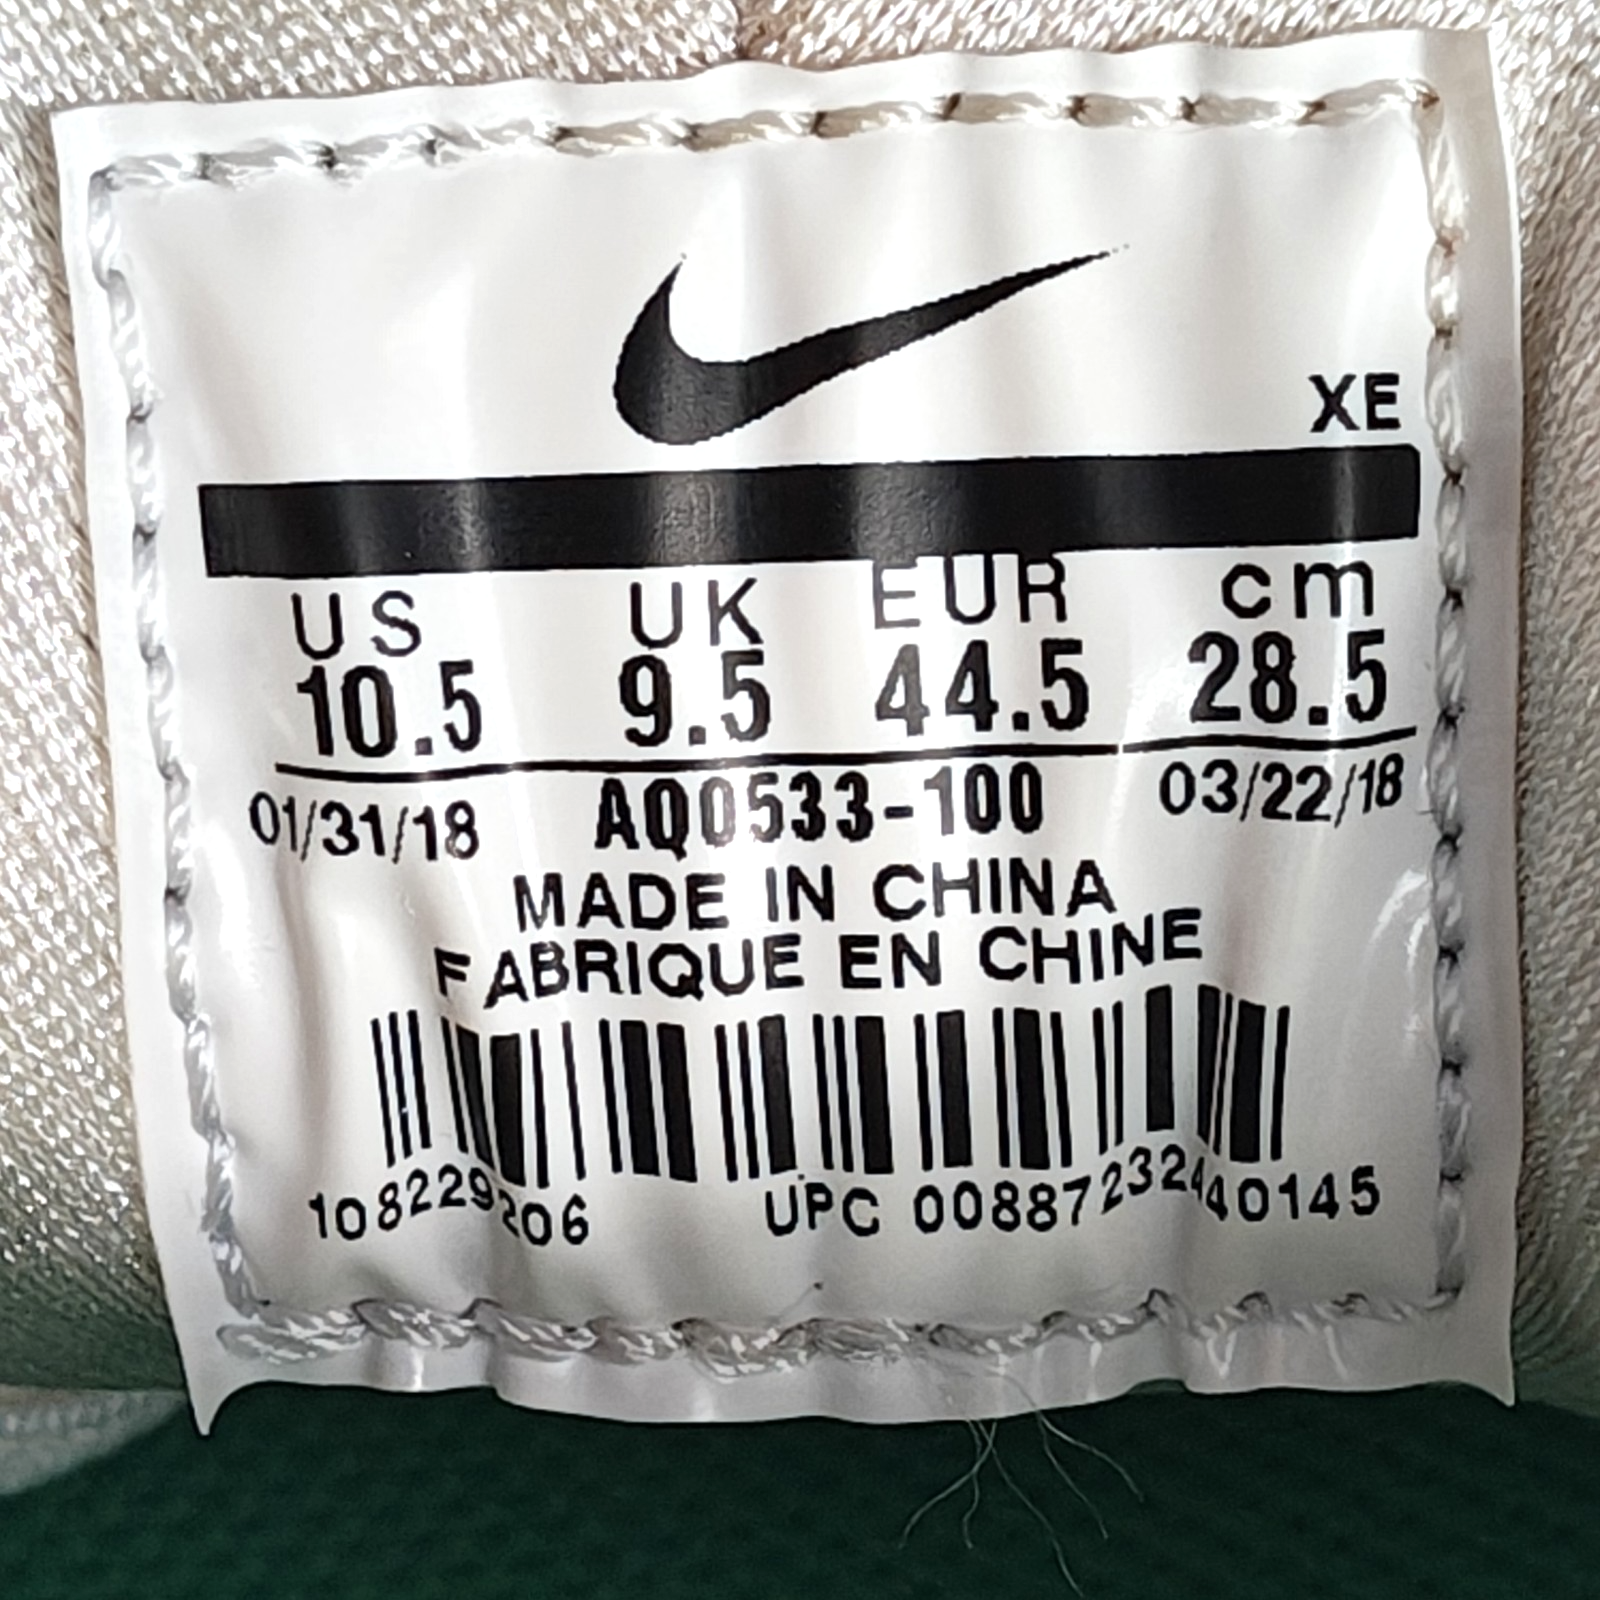 XE
US UK EUR cm
10.5 9.5 44.5 28.5
01/31/18 AQ0533-100 03/22/18
MADE IN CHINA
FABRIQUE EN CHINE
108229206 UPC 00887232440145